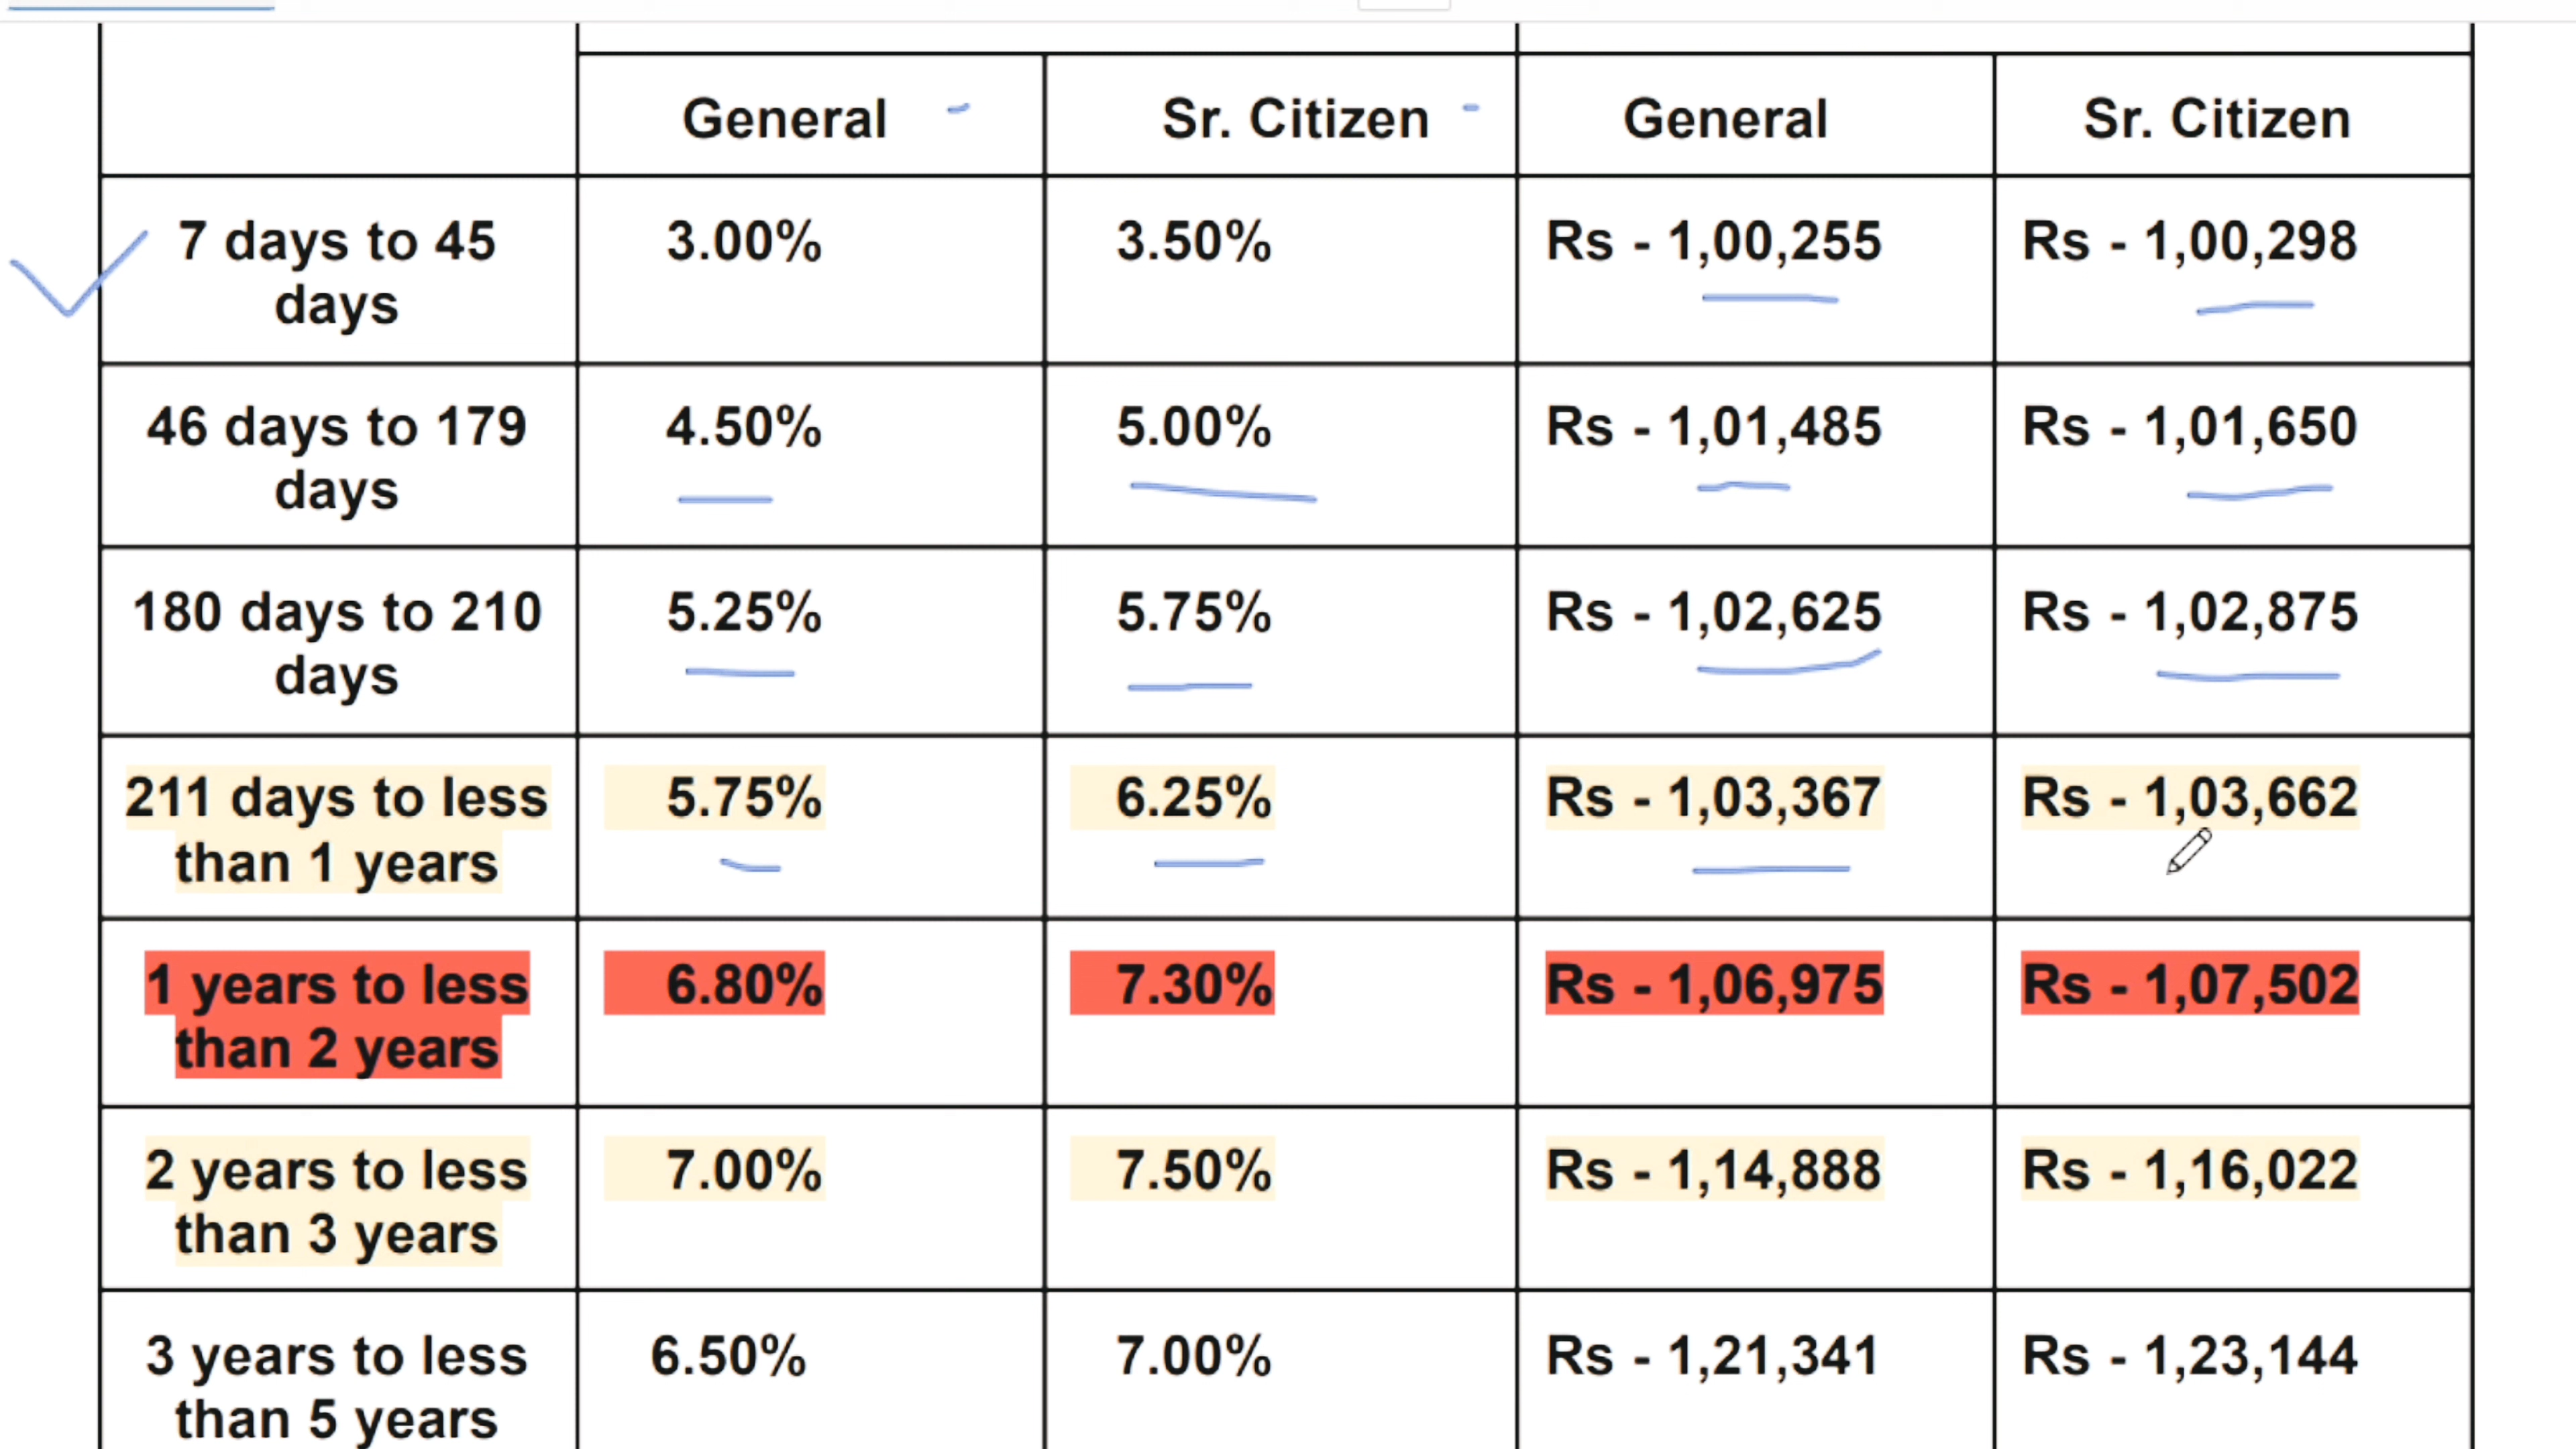 General Sr. Citizen General Sr. Citizen
7 days to 45 3.00% 3.50% Rs - 1,00,255 Rs - 1,00,298
days
46 days to 179 4.50% 5.00% Rs - 1,01,485 Rs - 1,01,650
days
180 days to 210 5.25% 5.75% Rs - 1,02,625 Rs - 1,02,875
days
211 days to less 5.75% 6.25% Rs - 1,03,367 Rs - 1,03,662
than 1 years
1 years to less 6.80% 7.30% Rs - 1,06,975 Rs - 1,07,502
than 2 years
2 years to less 7.00% 7.50% Rs - 1,14,888 Rs - 1,16,022
than 3 years
3 years to less 6.50% 7.00% Rs - 1,21,341 Rs - 1,23,144
than 5 years